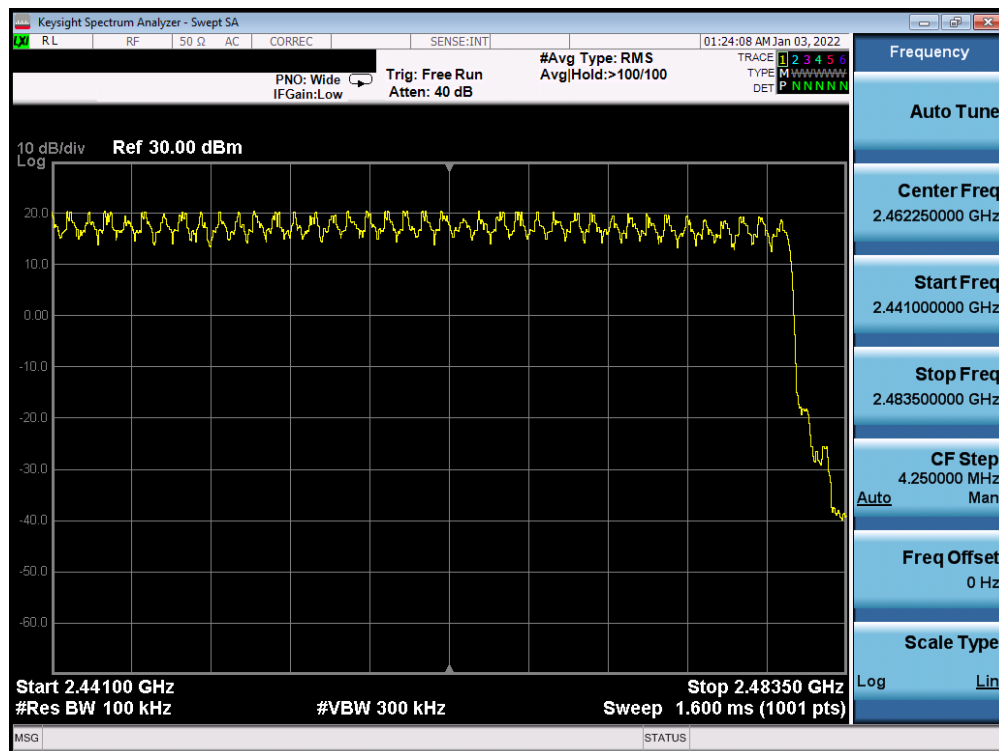 Keysight Spectrum Analyzer - Swept SA
LXI RL RF 50 Ω AC CORREC SENSE:INT 01:24:08 AM Jan 03, 2022
#Avg Type: RMS
TRACE 1 2 3 4 5 6
PNO: Wide Trig: Free Run Avg|Hold:>100/100 TYPE M WWWWW
IFGain:Low Atten: 40 dB DET P N N N N N
10 dB/div Ref 30.00 dBm
Log
20.0
10.0
0.00
-10.0
-20.0
-30.0
-40.0
-50.0
-60.0
Start 2.44100 GHz Stop 2.48350 GHz
#Res BW 100 kHz #VBW 300 kHz Sweep 1.600 ms (1001 pts)
MSG STATUS
Frequency
Auto Tune
Center Freq
2.462250000 GHz
Start Freq
2.441000000 GHz
Stop Freq
2.483500000 GHz
CF Step
4.250000 MHz
Auto Man
Freq Offset
0 Hz
Scale Type
Log Lin